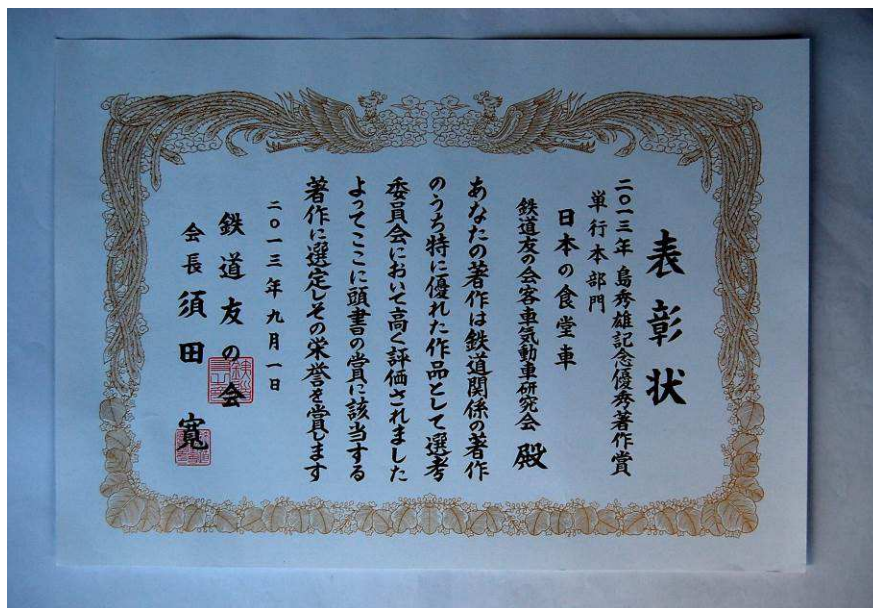 表彰状
二〇一三年 島秀雄記念優秀著作賞
単行本部門
日本の食堂車
鉄道友の会客車気動車研究会 殿
あなたの著作は鉄道関係の著作
のうち特に優れた作品として選考
委員会において高く評価されました
よってここに頭書の賞に該当する
著作に選定しその栄誉を賞します
二〇一三年九月一日
鉄道友の会
会長 須田 寬